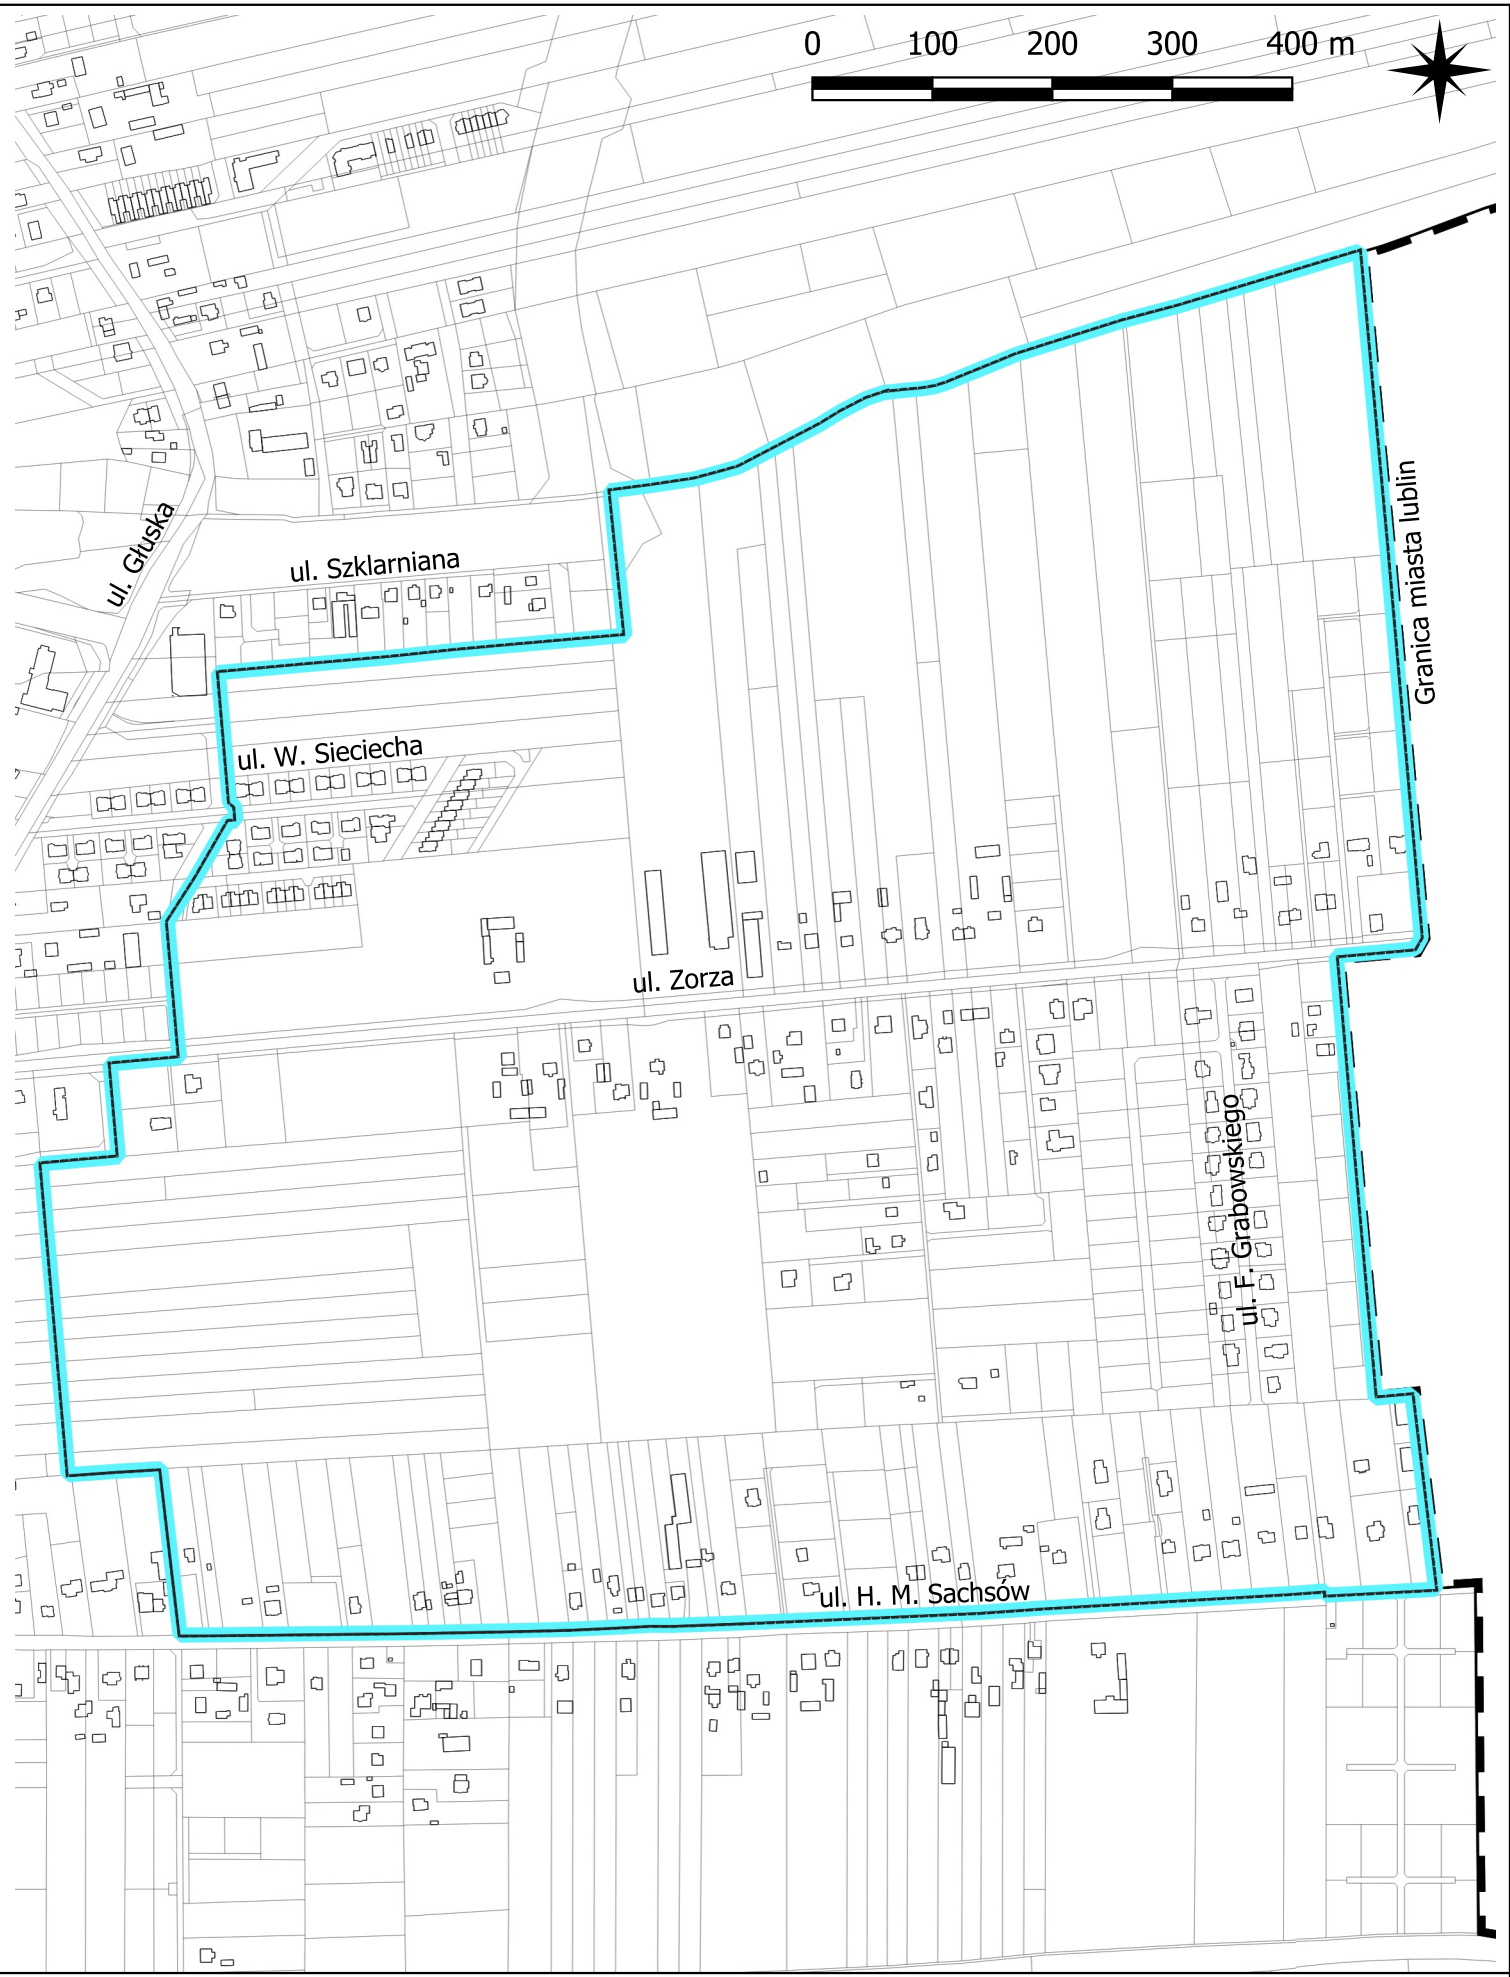 0 100 200 300 400 m
ul. Głuska
ul. Szklarniana
Granica miasta lublin
ul. W. Sieciecha
ul. Zorza
ul. F. Grabowskiego
ul. H. M. Sachsów